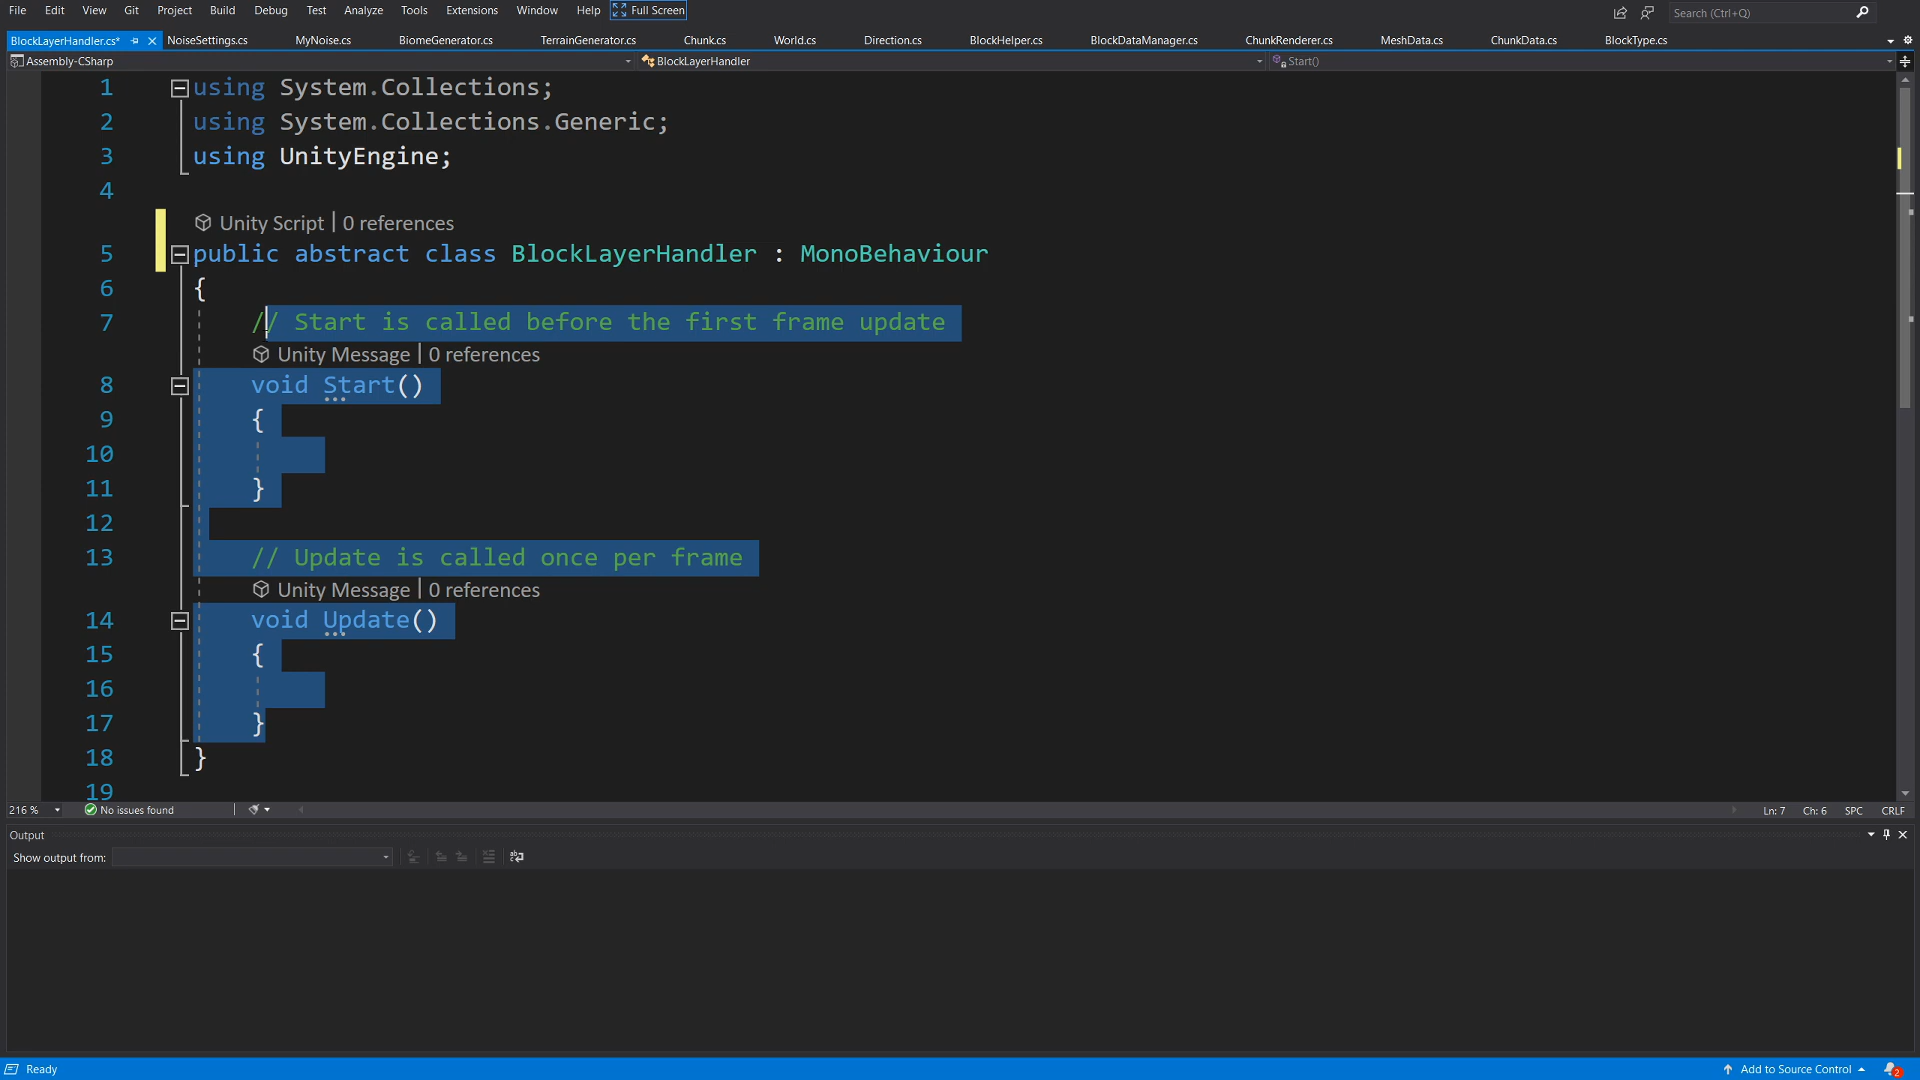 File Edit View Git Project Build Debug Test Analyze Tools Extensions Window Help Full Screen Search (Ctrl+Q)
BlockLayerHandler.cs* NoiseSettings.cs MyNoise.cs BiomeGenerator.cs TerrainGenerator.cs Chunk.cs World.cs Direction.cs BlockHelper.cs BlockDataManager.cs ChunkRenderer.cs MeshData.cs ChunkData.cs BlockType.cs
Assembly-CSharp BlockLayerHandler Start()
1 using System.Collections;
2 using System.Collections.Generic;
3 using UnityEngine;
4
Unity Script | 0 references
5 public abstract class BlockLayerHandler : MonoBehaviour
6 {
7 // Start is called before the first frame update
Unity Message | 0 references
8 void Start()
9 {
10
11 }
12
13 // Update is called once per frame
Unity Message | 0 references
14 void Update()
15 {
16
17 }
18 }
19
216 % No issues found Ln: 7 Ch: 6 SPC CRLF
Output
Show output from:
Ready Add to Source Control 2